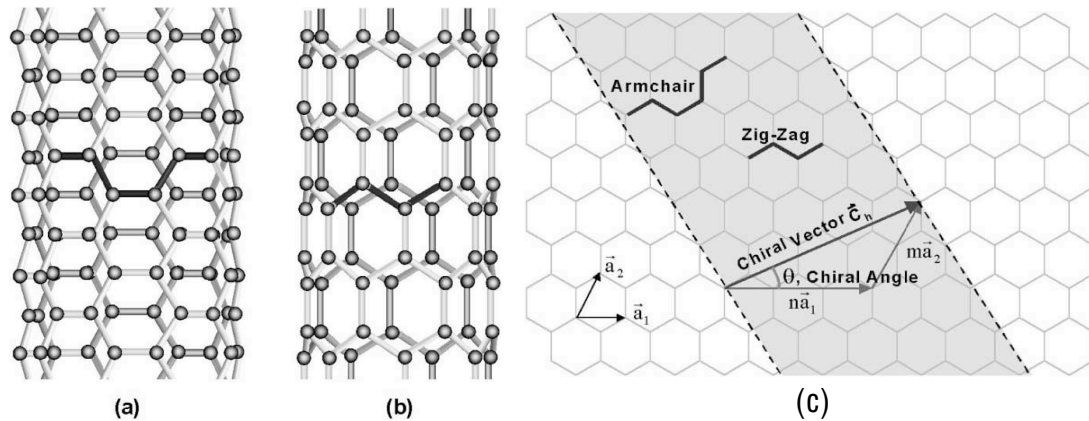 Armchair
Zig-Zag
Chiral Vector C⃗h
ma⃗2
θ, Chiral Angle
na⃗1
a⃗2
a⃗1
(a)
(b)
(c)